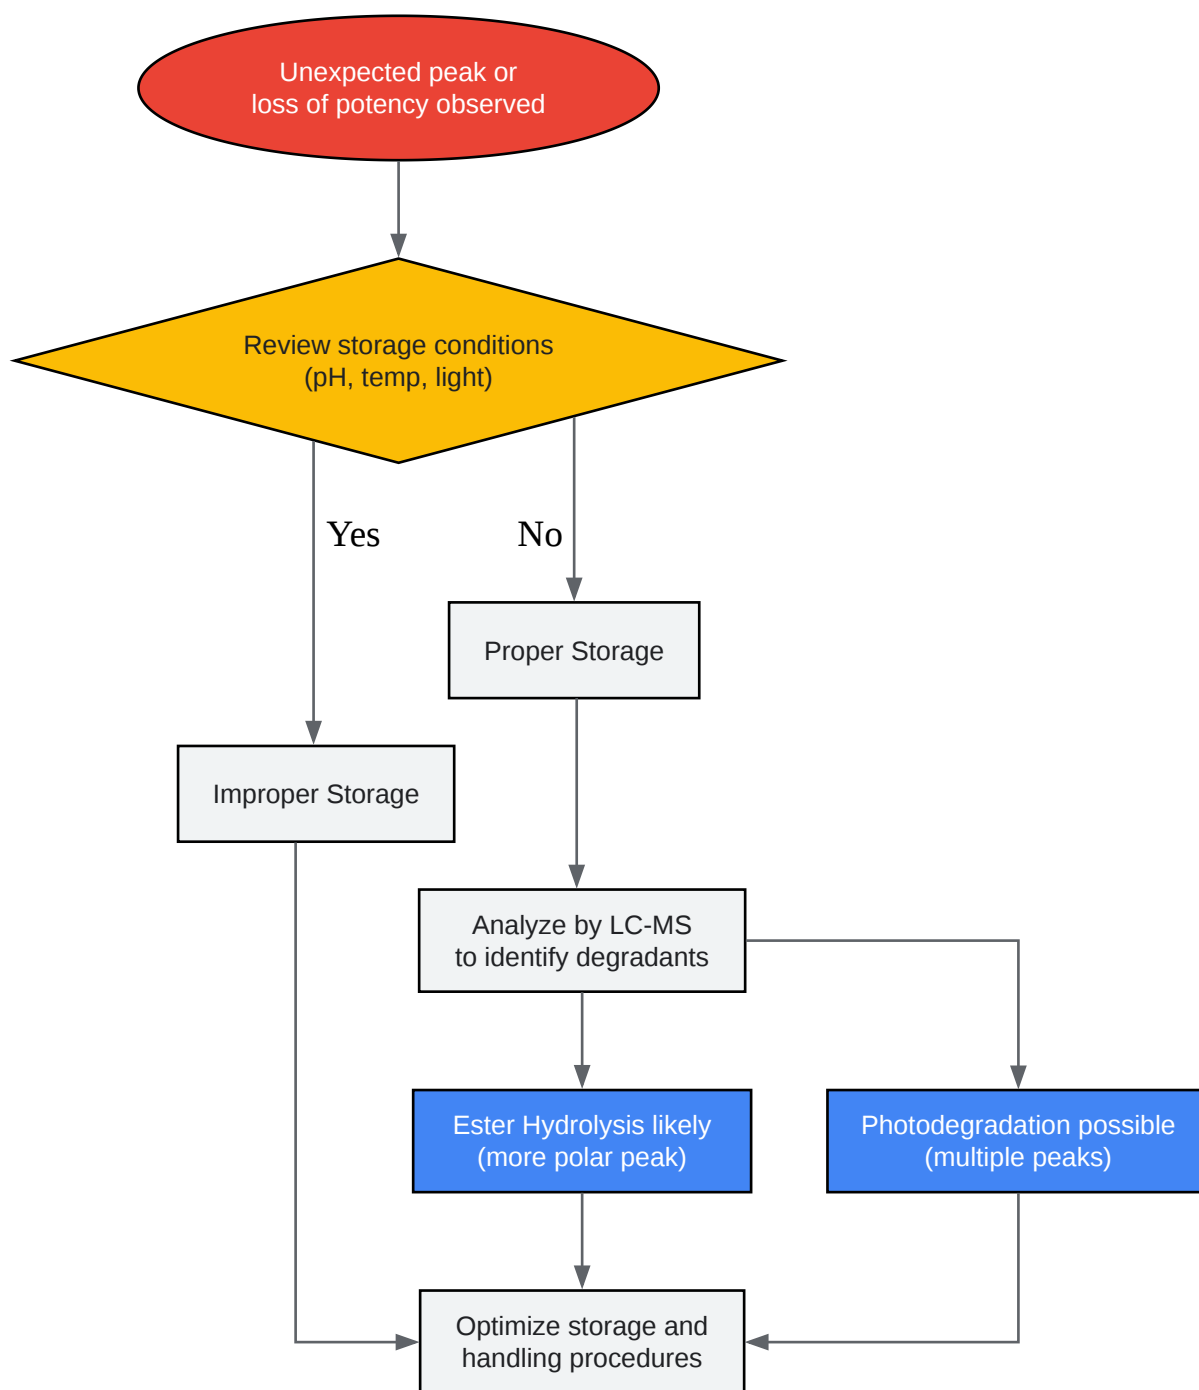 Unexpected peak or
loss of potency observed
Review storage conditions
(pH, temp, light)
Yes
No
Proper Storage
Improper Storage
Analyze by LC-MS
to identify degradants
Ester Hydrolysis likely
(more polar peak)
Photodegradation possible
(multiple peaks)
Optimize storage and
handling procedures